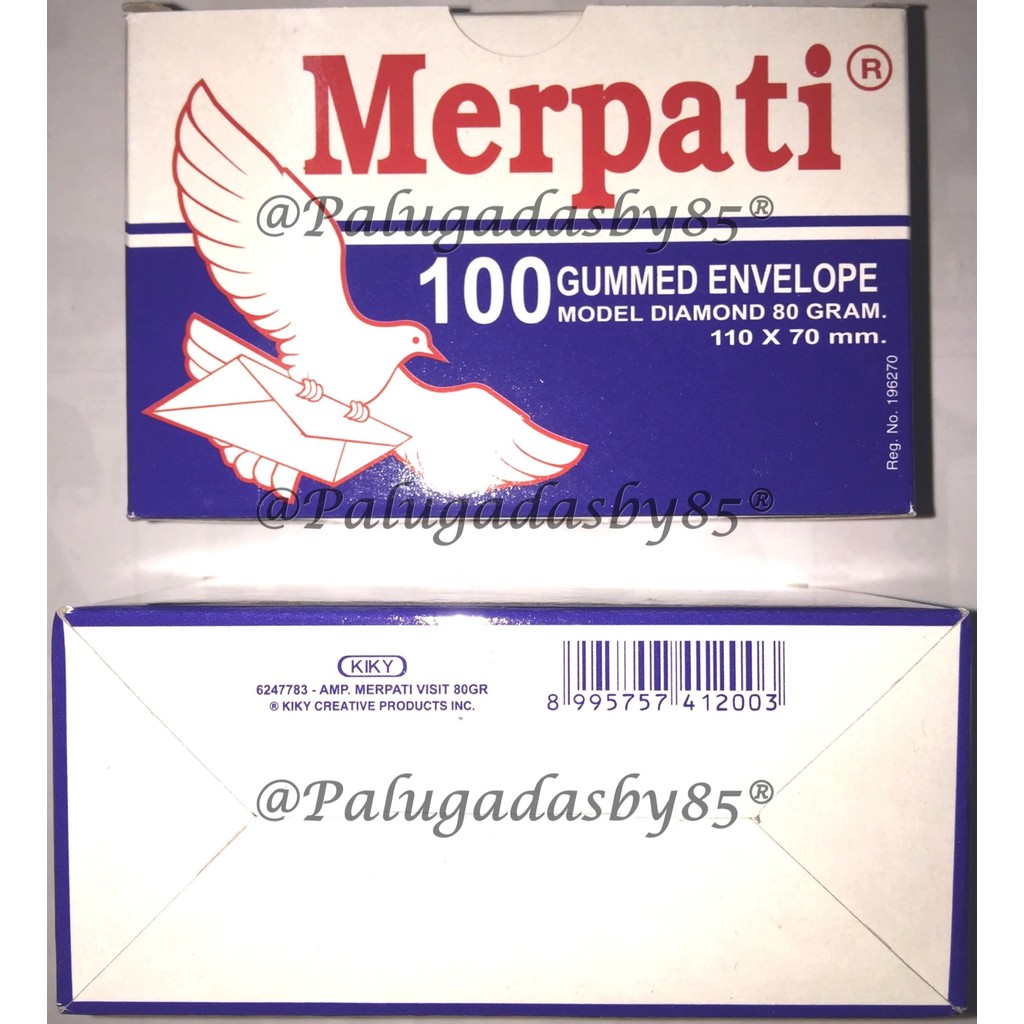 Merpati®
@Palugadasby85®
100 GUMMED ENVELOPE
MODEL DIAMOND 80 GRAM.
110 X 70 mm.
Reg. No. 196270
@Palugadasby85®
KIKY
6247783 - AMP. MERPATI VISIT 80GR
® KIKY CREATIVE PRODUCTS INC.
8 995757 412003
@Palugadasby85®